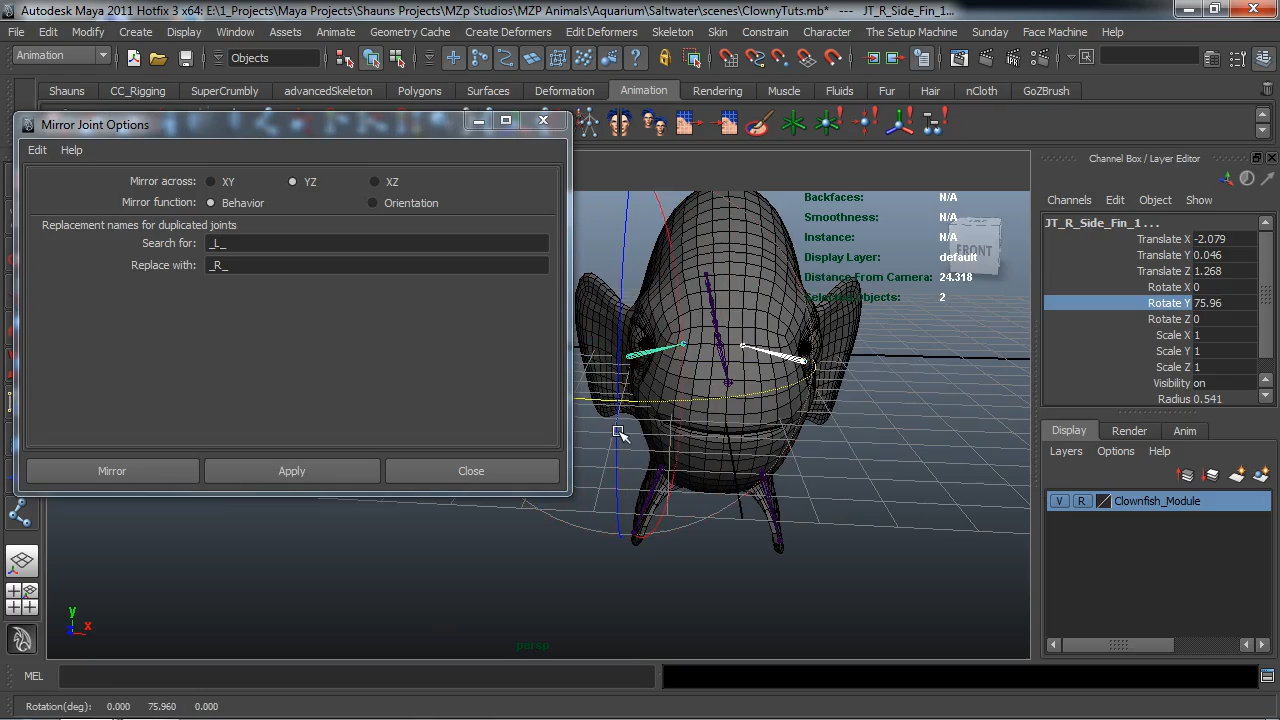 Autodesk Maya 2011 Hotfix 3 x64: E:\1_Projects\Maya Projects\Shauns Projects\MZp Studios\MZP Animals\Aquarium\Saltwater\scenes\ClownyTuts.mb* --- JT_R_Side_Fin_1...
File Edit Modify Create Display Window Assets Animate Geometry Cache Create Deformers Edit Deformers Skeleton Skin Constrain Character The Setup Machine Sunday Face Machine Help
Animation Objects
Shauns CC_Rigging SuperCrumbly advancedSkeleton Polygons Surfaces Deformation Animation Rendering Muscle Fluids Fur Hair nCloth GoZBrush
Mirror Joint Options
Edit Help
Mirror across: XY YZ XZ
Mirror function: Behavior Orientation
Replacement names for duplicated joints
Search for: _L_
Replace with: _R_
Mirror Apply Close
Backfaces: N/A
Smoothness: N/A
Instance: N/A
Display Layer: default
Distance From Camera: 24.318
Selected Objects: 2
FRONT
persp
y
x
Channel Box / Layer Editor
Channels Edit Object Show
JT_R_Side_Fin_1 ...
Translate X -2.079
Translate Y 0.046
Translate Z 1.268
Rotate X 0
Rotate Y 75.96
Rotate Z 0
Scale X 1
Scale Y 1
Scale Z 1
Visibility on
Radius 0.541
Display Render Anim
Layers Options Help
V R Clownfish_Module
MEL
Rotation(deg): 0.000 75.960 0.000